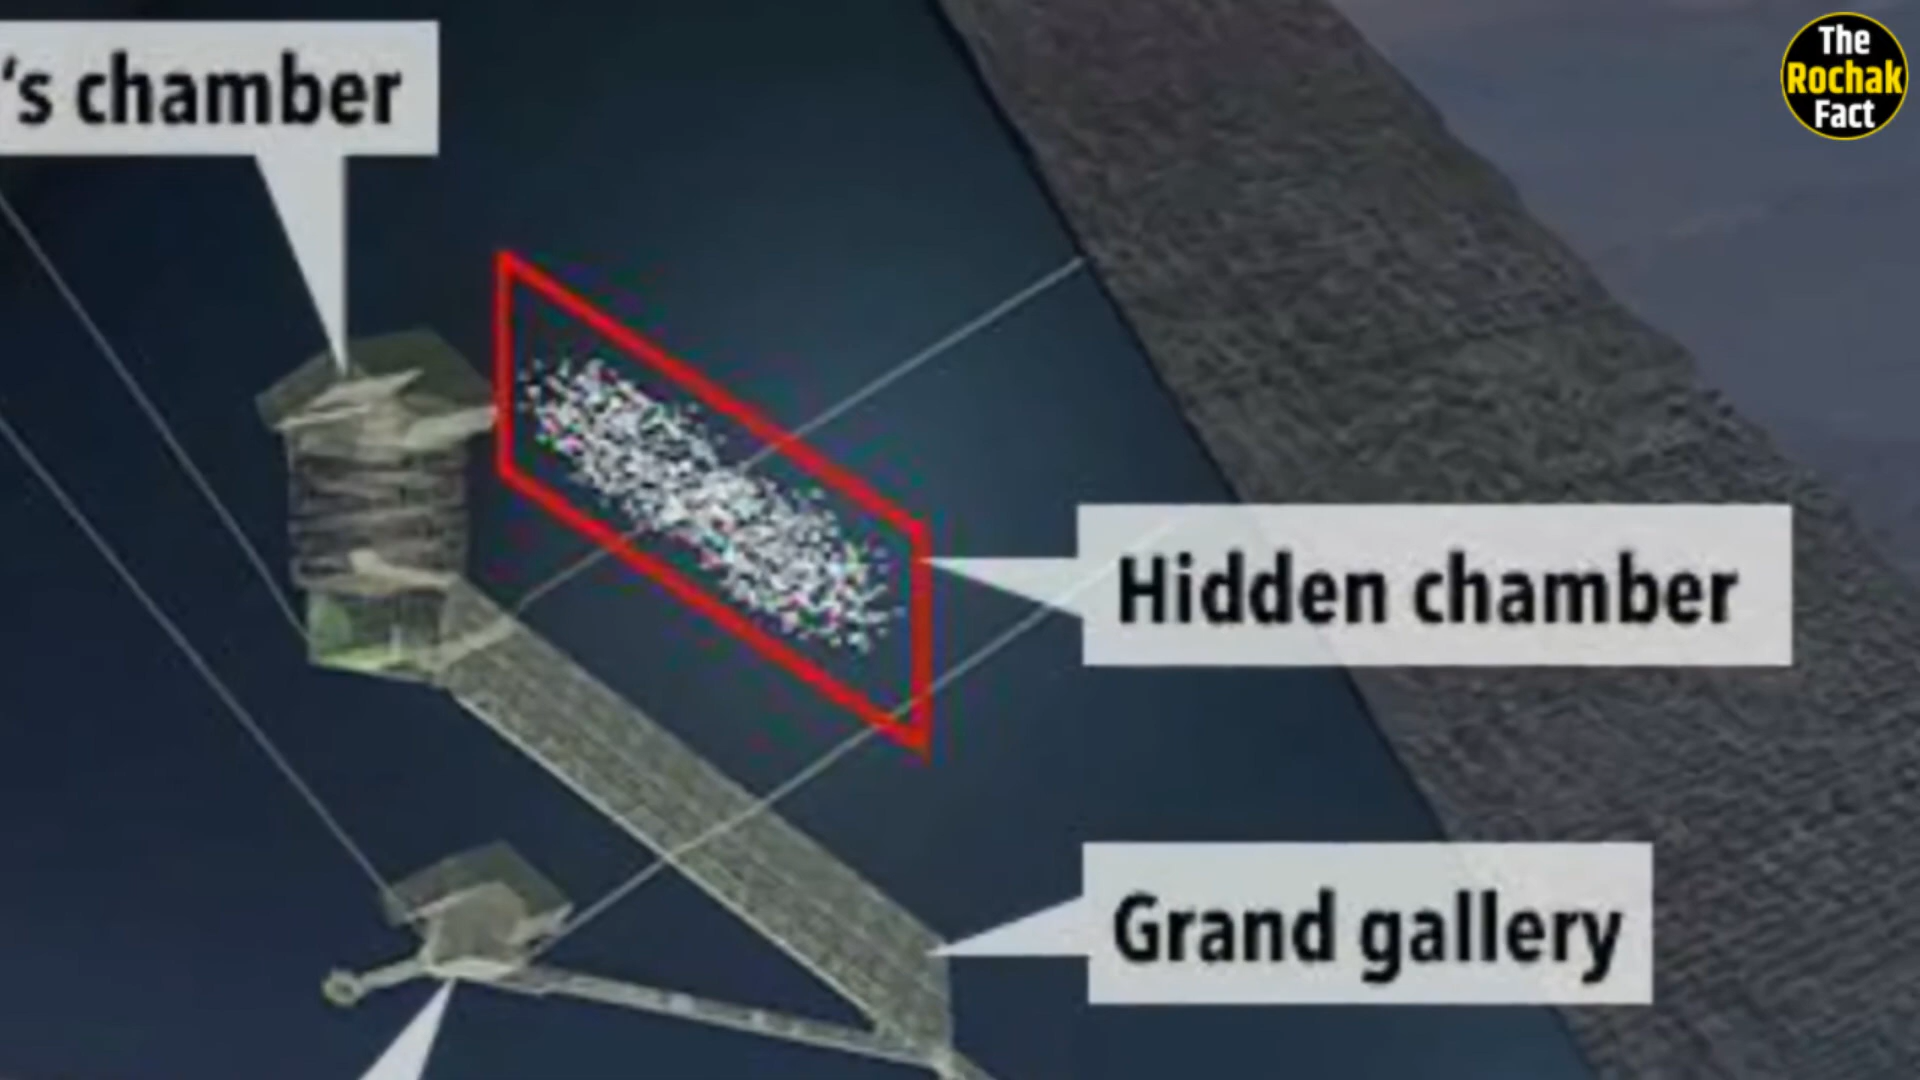 's chamber
The
Rochak
Fact
Hidden chamber
Grand gallery